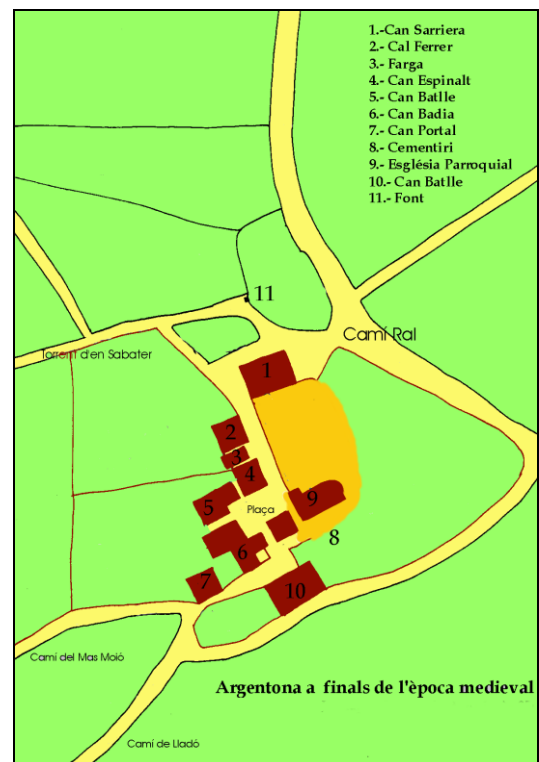 1.-Can Sarriera
2.- Cal Ferrer
3.- Farga
4.- Can Espinalt
5.- Can Batlle
6.- Can Badia
7.- Can Portal
8.- Cementiri
9.- Església Parroquial
10.- Can Batlle
11.- Font
11
Camí Ral
Torrent d'en Sabater
1
2
3
4
5
9
Plaça
8
6
7
10
Camí del Mas Moió
Argentona a finals de l'època medieval
Camí de Lladó